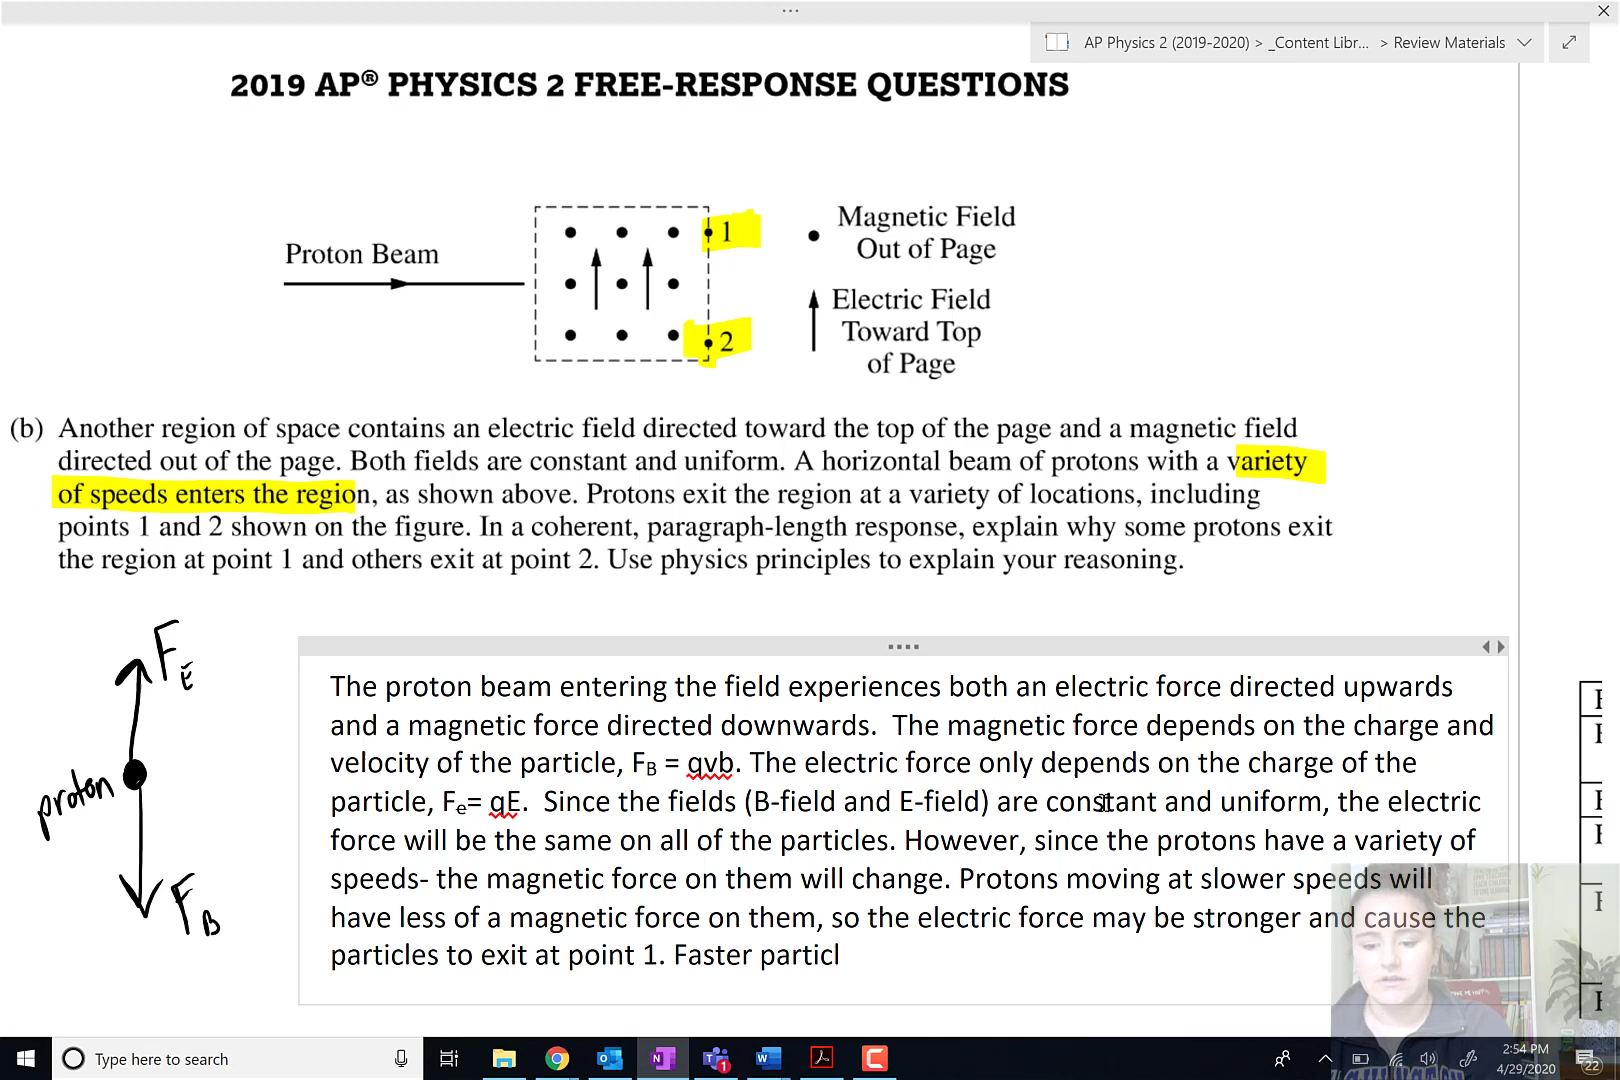 AP Physics 2 (2019-2020) > _Content Libr... > Review Materials
2019 AP® PHYSICS 2 FREE-RESPONSE QUESTIONS
Proton Beam
1
2
Magnetic Field
Out of Page
Electric Field
Toward Top
of Page
(b) Another region of space contains an electric field directed toward the top of the page and a magnetic field
directed out of the page. Both fields are constant and uniform. A horizontal beam of protons with a variety
of speeds enters the region, as shown above. Protons exit the region at a variety of locations, including
points 1 and 2 shown on the figure. In a coherent, paragraph-length response, explain why some protons exit
the region at point 1 and others exit at point 2. Use physics principles to explain your reasoning.
F_E
proton
F_B
The proton beam entering the field experiences both an electric force directed upwards
and a magnetic force directed downwards.  The magnetic force depends on the charge and
velocity of the particle, F_B = qvb. The electric force only depends on the charge of the
particle, F_e= qE.  Since the fields (B-field and E-field) are constant and uniform, the electric
force will be the same on all of the particles. However, since the protons have a variety of
speeds- the magnetic force on them will change. Protons moving at slower speeds will
have less of a magnetic force on them, so the electric force may be stronger and cause the
particles to exit at point 1. Faster particl
Type here to search
2:54 PM
4/29/2020
22